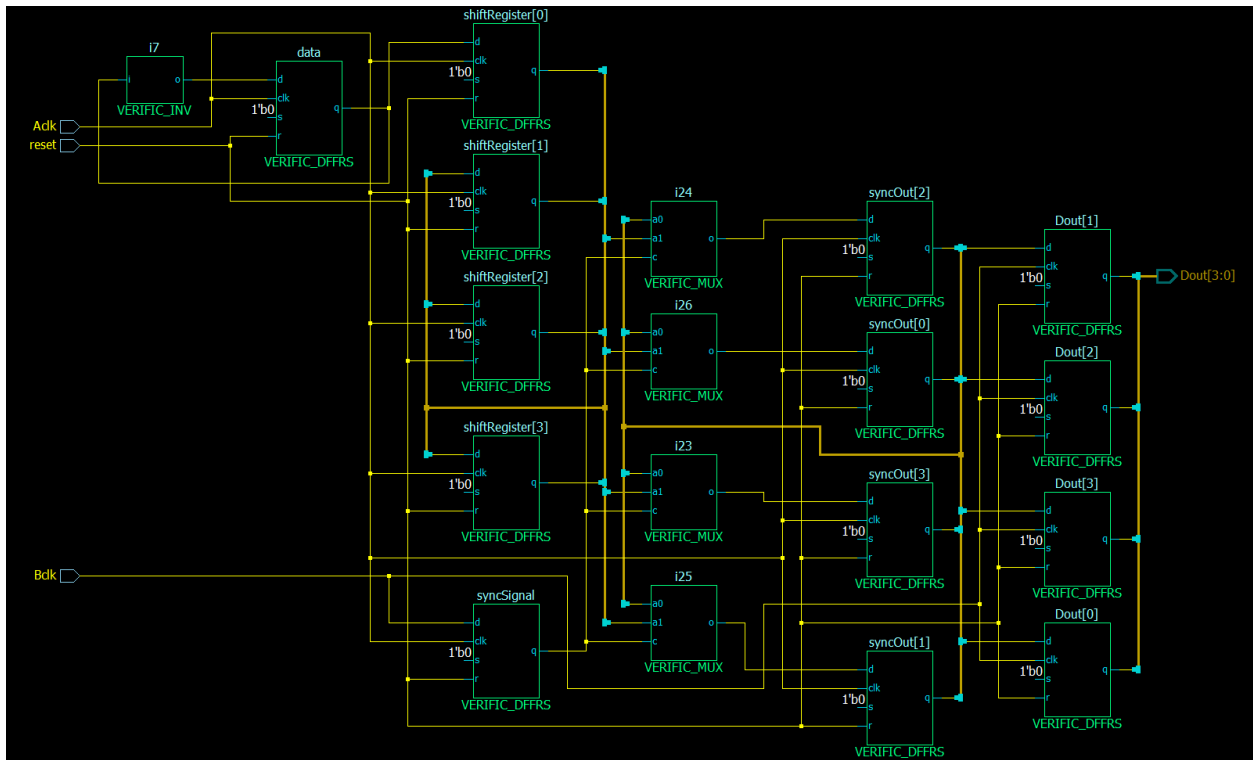 shiftRegister[0]
d
clk
1'b0
s
r
q
VERIFIC_DFFRS
i7
i
o
VERIFIC_INV
data
d
clk
1'b0
s
r
q
VERIFIC_DFFRS
Aclk
reset
shiftRegister[1]
d
clk
1'b0
s
r
q
VERIFIC_DFFRS
shiftRegister[2]
d
clk
1'b0
s
r
q
VERIFIC_DFFRS
shiftRegister[3]
d
clk
1'b0
s
r
q
VERIFIC_DFFRS
Bclk
syncSignal
d
clk
1'b0
s
r
q
VERIFIC_DFFRS
i24
a0
a1
c
o
VERIFIC_MUX
i26
a0
a1
c
o
VERIFIC_MUX
i23
a0
a1
c
o
VERIFIC_MUX
i25
a0
a1
c
o
VERIFIC_MUX
syncOut[2]
d
clk
1'b0
s
r
q
VERIFIC_DFFRS
syncOut[0]
d
clk
1'b0
s
r
q
VERIFIC_DFFRS
syncOut[3]
d
clk
1'b0
s
r
q
VERIFIC_DFFRS
syncOut[1]
d
clk
1'b0
s
r
q
VERIFIC_DFFRS
Dout[1]
d
clk
1'b0
s
r
q
VERIFIC_DFFRS
Dout[2]
d
clk
1'b0
s
r
q
VERIFIC_DFFRS
Dout[3]
d
clk
1'b0
s
r
q
VERIFIC_DFFRS
Dout[0]
d
clk
1'b0
s
r
q
VERIFIC_DFFRS
Dout[3:0]